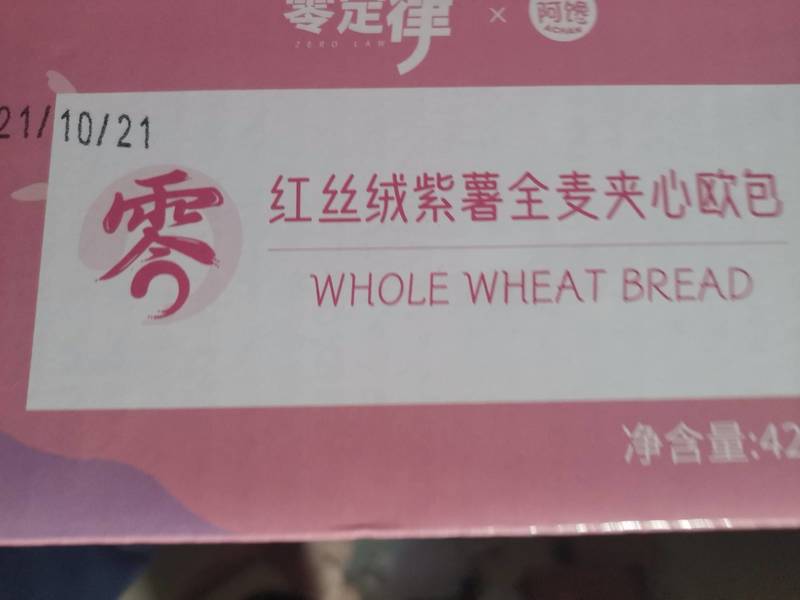 零定律 × 阿馋
ZERO LAW ACHAN
21/10/21
零
红丝绒紫薯全麦夹心欧包
WHOLE WHEAT BREAD
净含量:42